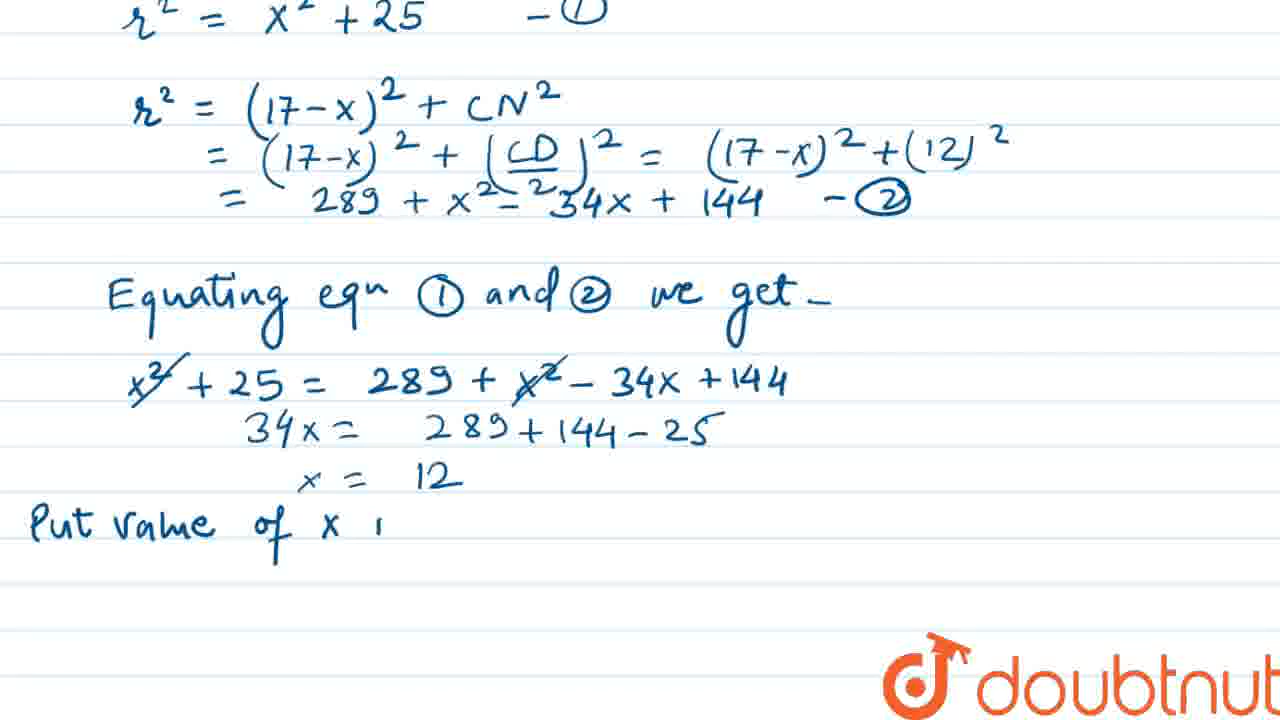 r² = x² + 25 - ①
r² = (17-x)² + CN²
= (17-x)² + (CD/2)² = (17-x)² + (12)²
= 289 + x² - 34x + 144 - ②
Equating eqn ① and ② we get -
x² + 25 = 289 + x² - 34x + 144
34x = 289 + 144 - 25
x = 12
Put value of x
doubtnut